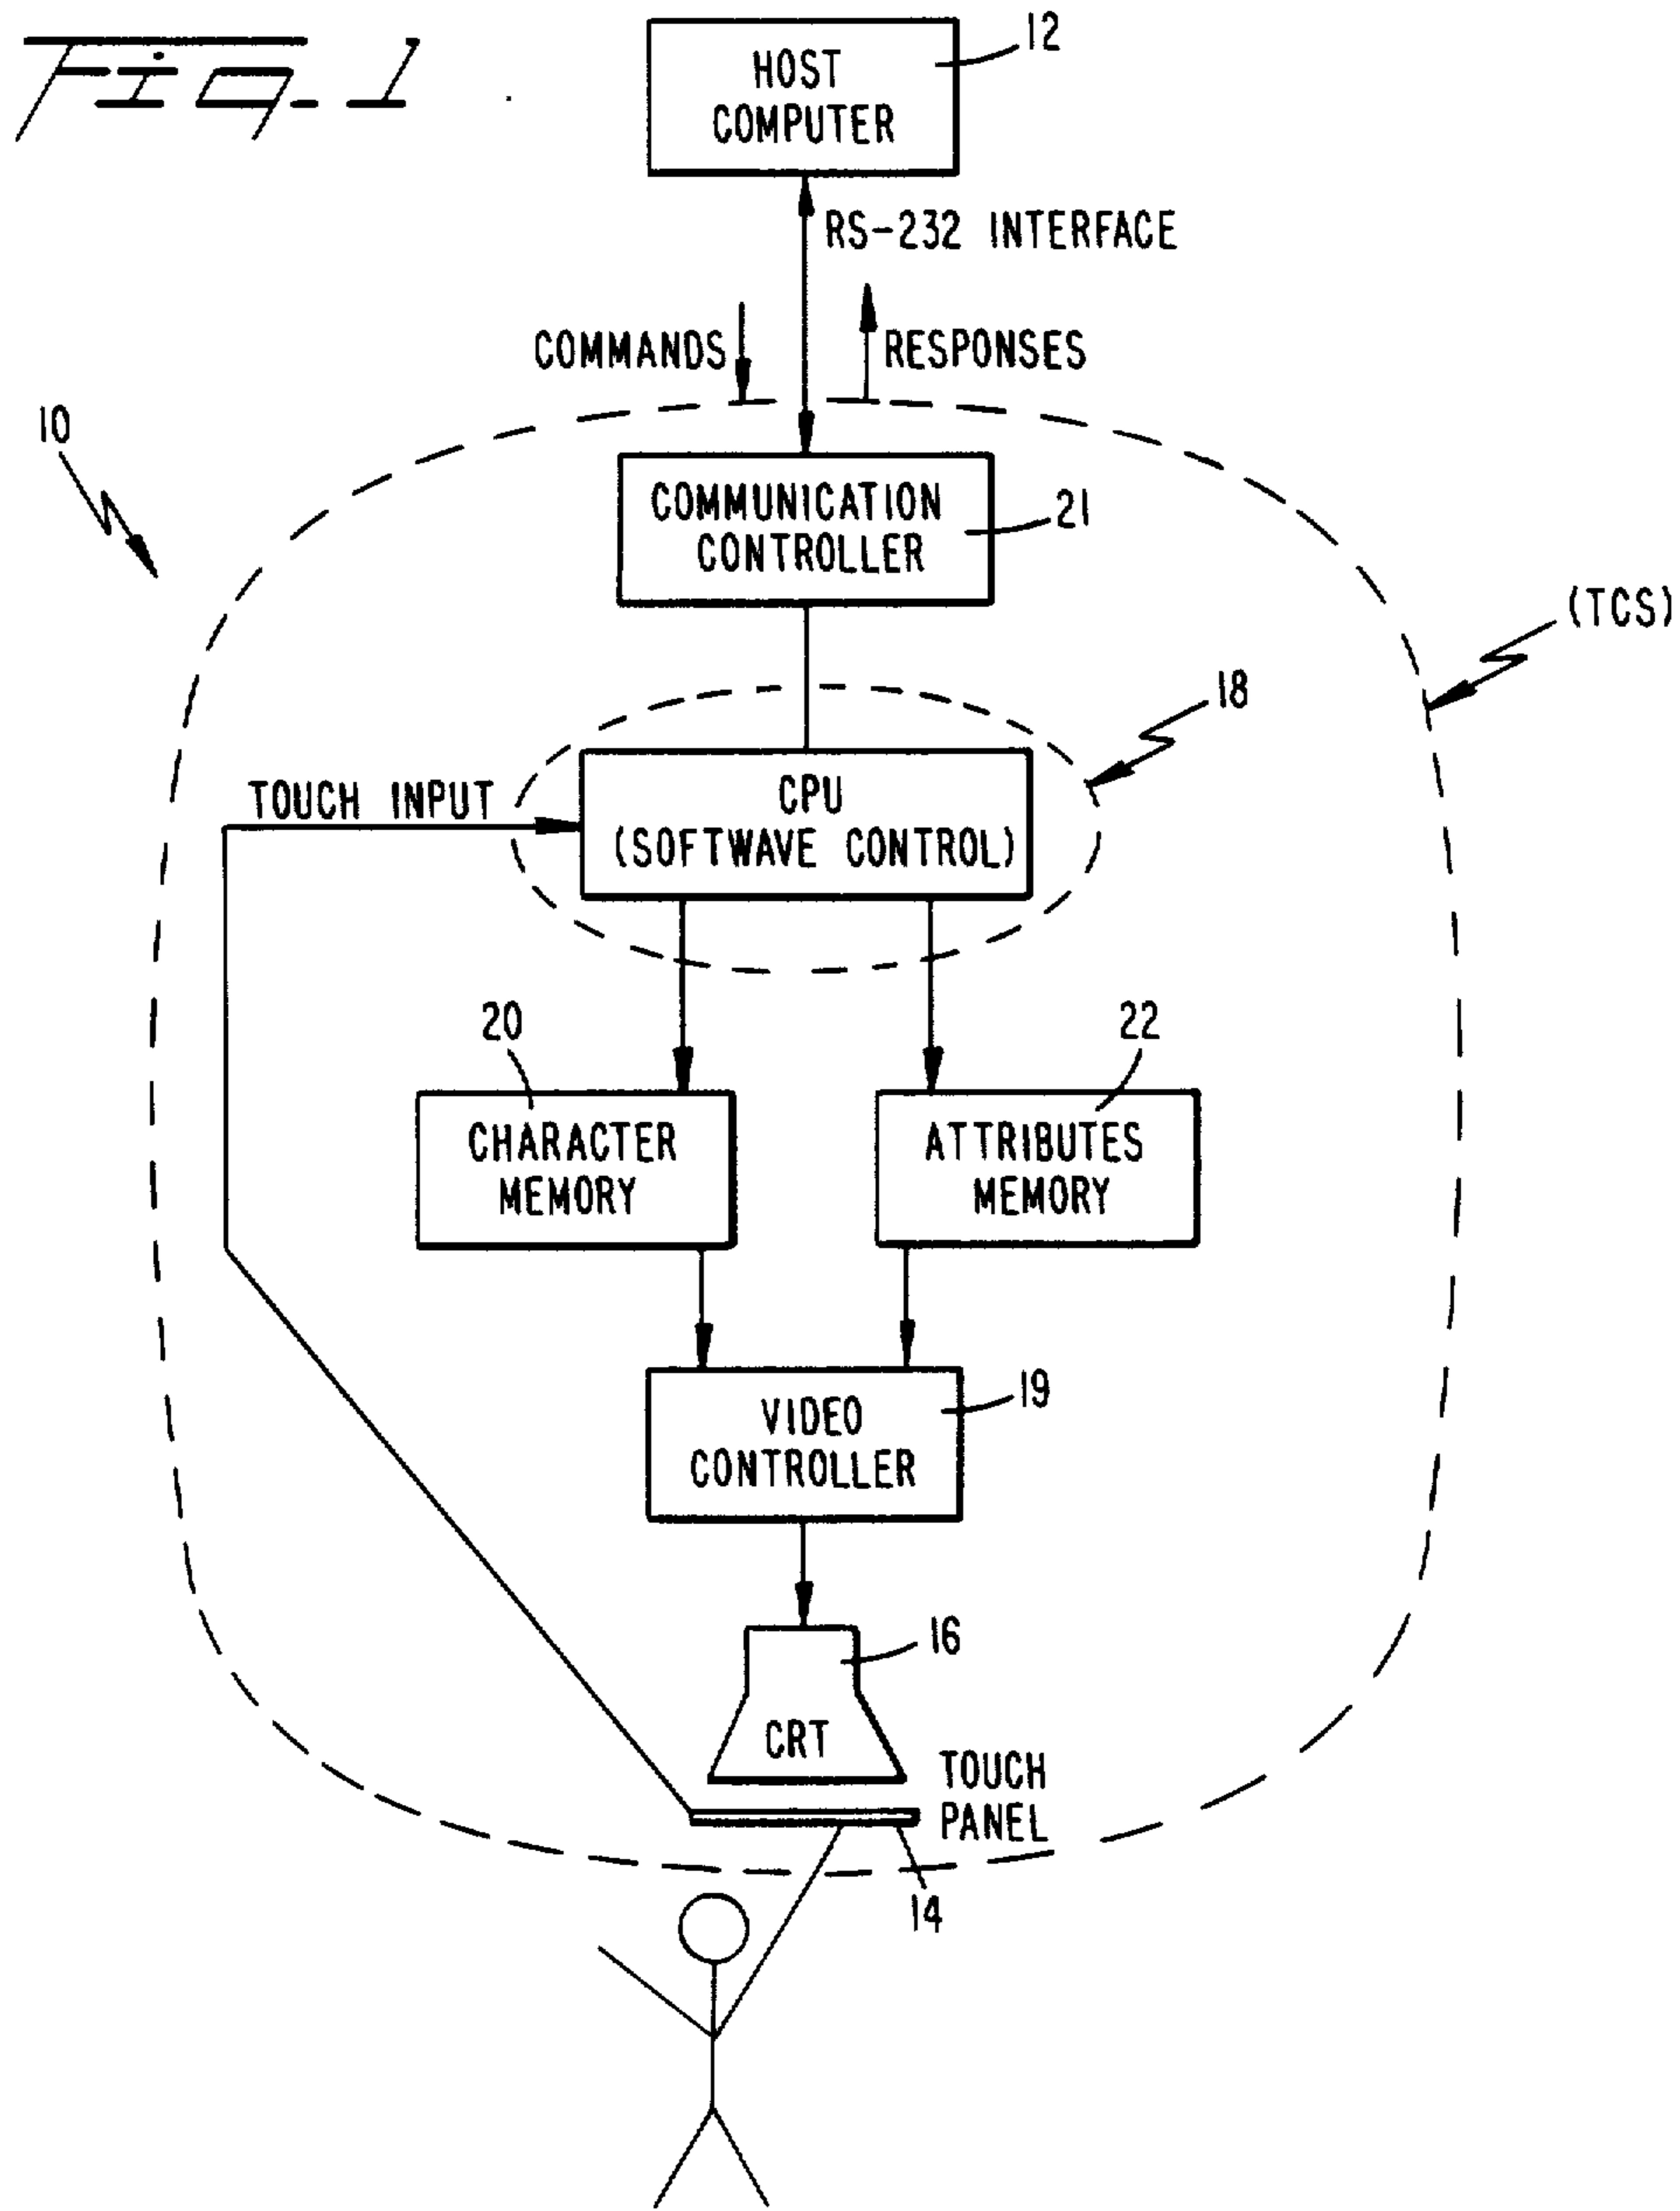 Fig. 1
HOST
COMPUTER
12
RS-232 INTERFACE
COMMANDS
RESPONSES
10
COMMUNICATION
CONTROLLER
21
(TCS)
18
TOUCH INPUT
CPU
(SOFTWAVE CONTROL)
20
22
CHARACTER
MEMORY
ATTRIBUTES
MEMORY
19
VIDEO
CONTROLLER
16
CRT
TOUCH
PANEL
14